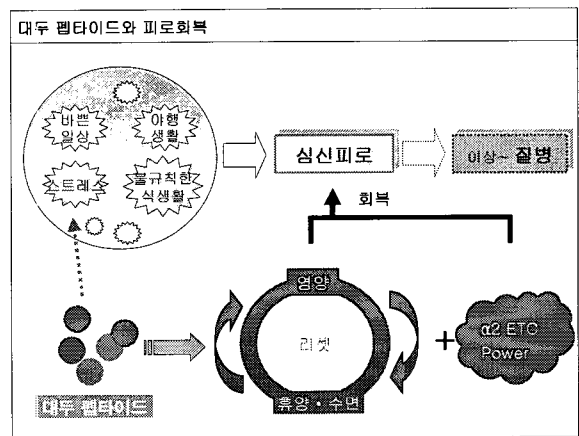 대두 펩타이드와 피로회복
바쁜
일상
야행
생활
스트레스
불규칙한
식생활
심신피로
이상~ 질병
회복
영양
리셋
휴양·수면
+
α2 ETC
Power
대두 펩타이드